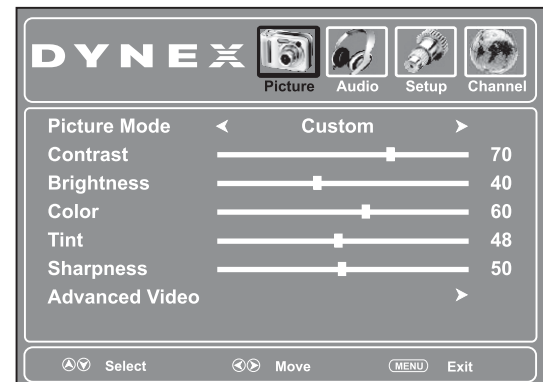 DYNEX
Picture Audio Setup Channel
Picture Mode Custom
Contrast 70
Brightness 40
Color 60
Tint 48
Sharpness 50
Advanced Video
Select Move MENU Exit